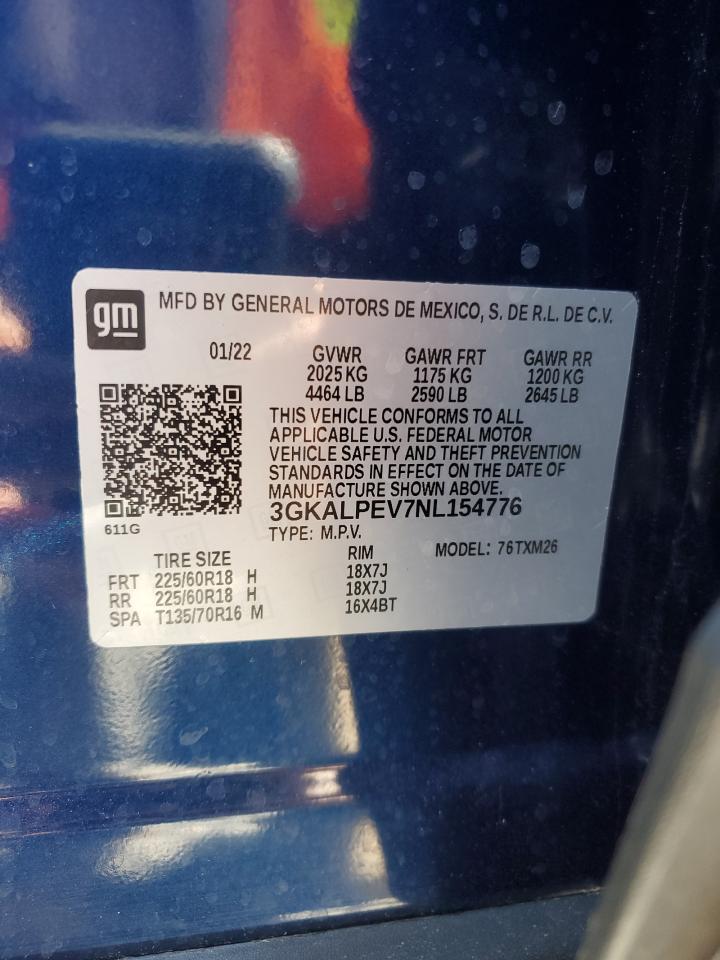 gm
MFD BY GENERAL MOTORS DE MEXICO, S. DE R.L. DE C.V.
01/22 GVWR GAWR FRT GAWR RR
2025 KG 1175 KG 1200 KG
4464 LB 2590 LB 2645 LB
THIS VEHICLE CONFORMS TO ALL
APPLICABLE U.S. FEDERAL MOTOR
VEHICLE SAFETY AND THEFT PREVENTION
STANDARDS IN EFFECT ON THE DATE OF
MANUFACTURE SHOWN ABOVE.
3GKALPEV7NL154776
611G
TYPE: M.P.V.
TIRE SIZE RIM MODEL: 76TXM26
FRT 225/60R18 H 18X7J
RR 225/60R18 H 18X7J
SPA T135/70R16 M 16X4BT